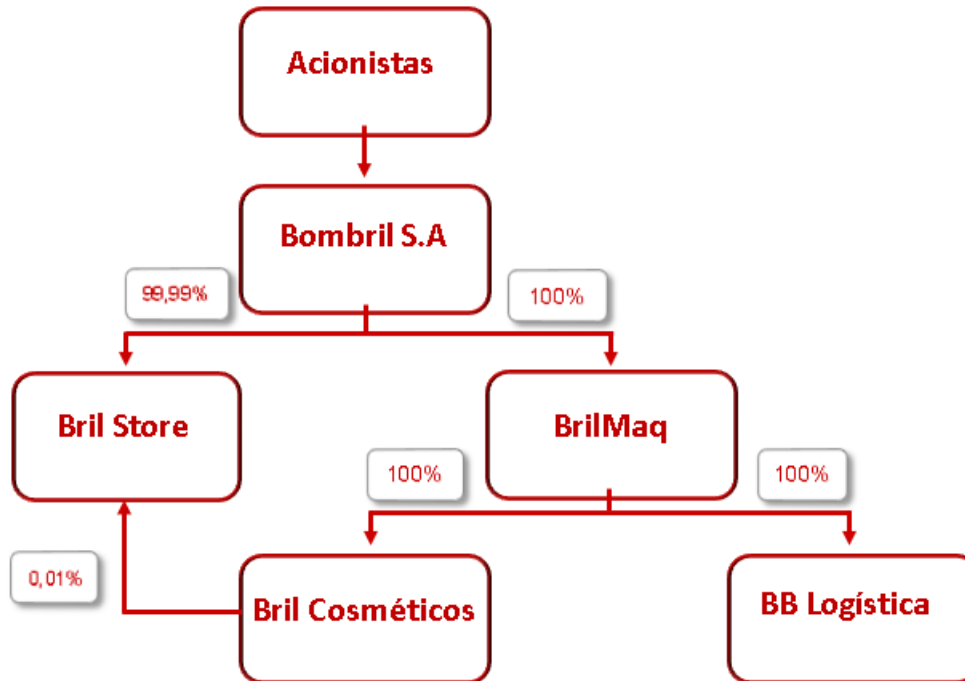 Acionistas
Bombril S.A
99,99%
100%
Bril Store
BrilMaq
100%
100%
0,01%
Bril Cosméticos
BB Logística